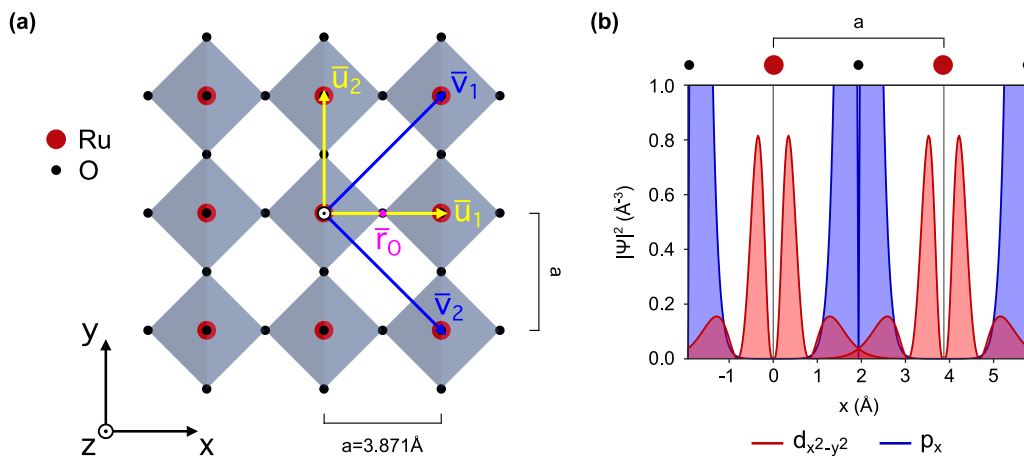 (a)
ū₂
v̄₁
Ru
O
ū₁
r̄₀
a
v̄₂
y
z
x
a=3.871Å
(b)
a
|Ψ|² (Å⁻³)
1.0
0.8
0.6
0.4
0.2
0.0
-1 0 1 2 3 4 5
x (Å)
dₓ²₋ᵧ² pₓ